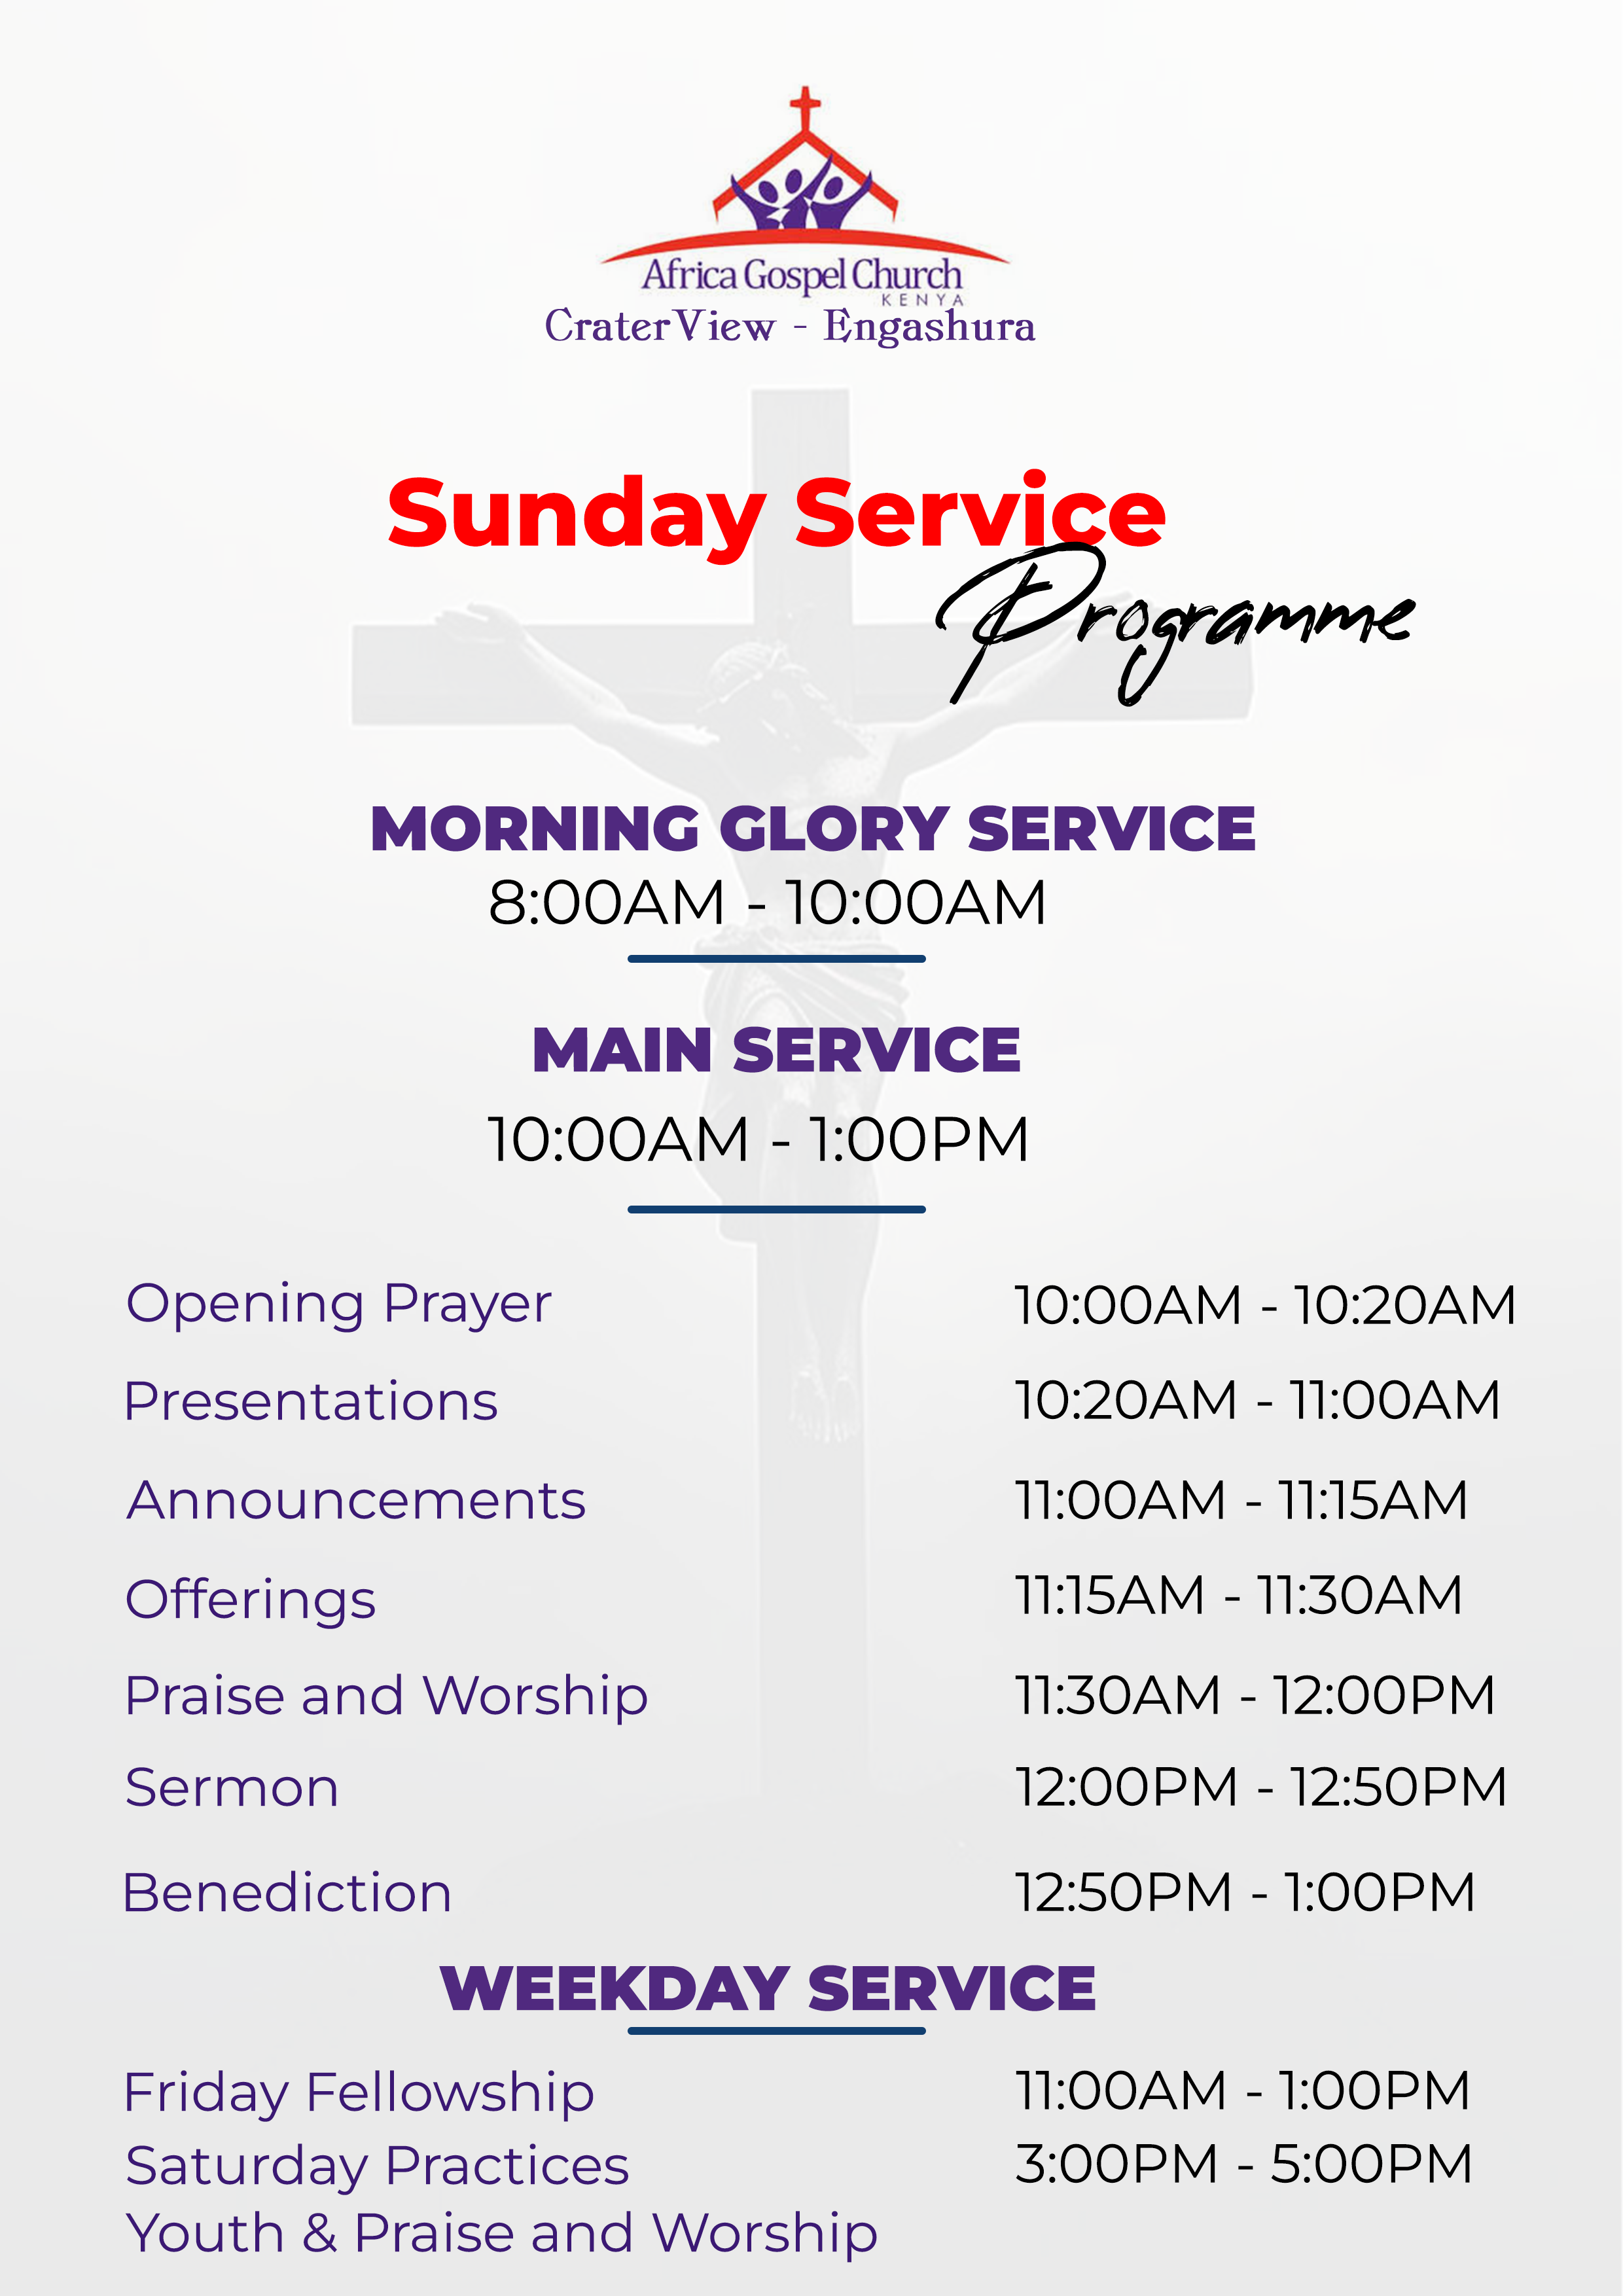 Africa Gospel Church
KENYA
CraterView - Engashura
Sunday Service
Programme
MORNING GLORY SERVICE
8:00AM - 10:00AM
MAIN SERVICE
10:00AM - 1:00PM
Opening Prayer 10:00AM - 10:20AM
Presentations 10:20AM - 11:00AM
Announcements 11:00AM - 11:15AM
Offerings 11:15AM - 11:30AM
Praise and Worship 11:30AM - 12:00PM
Sermon 12:00PM - 12:50PM
Benediction 12:50PM - 1:00PM
WEEKDAY SERVICE
Friday Fellowship 11:00AM - 1:00PM
Saturday Practices 3:00PM - 5:00PM
Youth & Praise and Worship